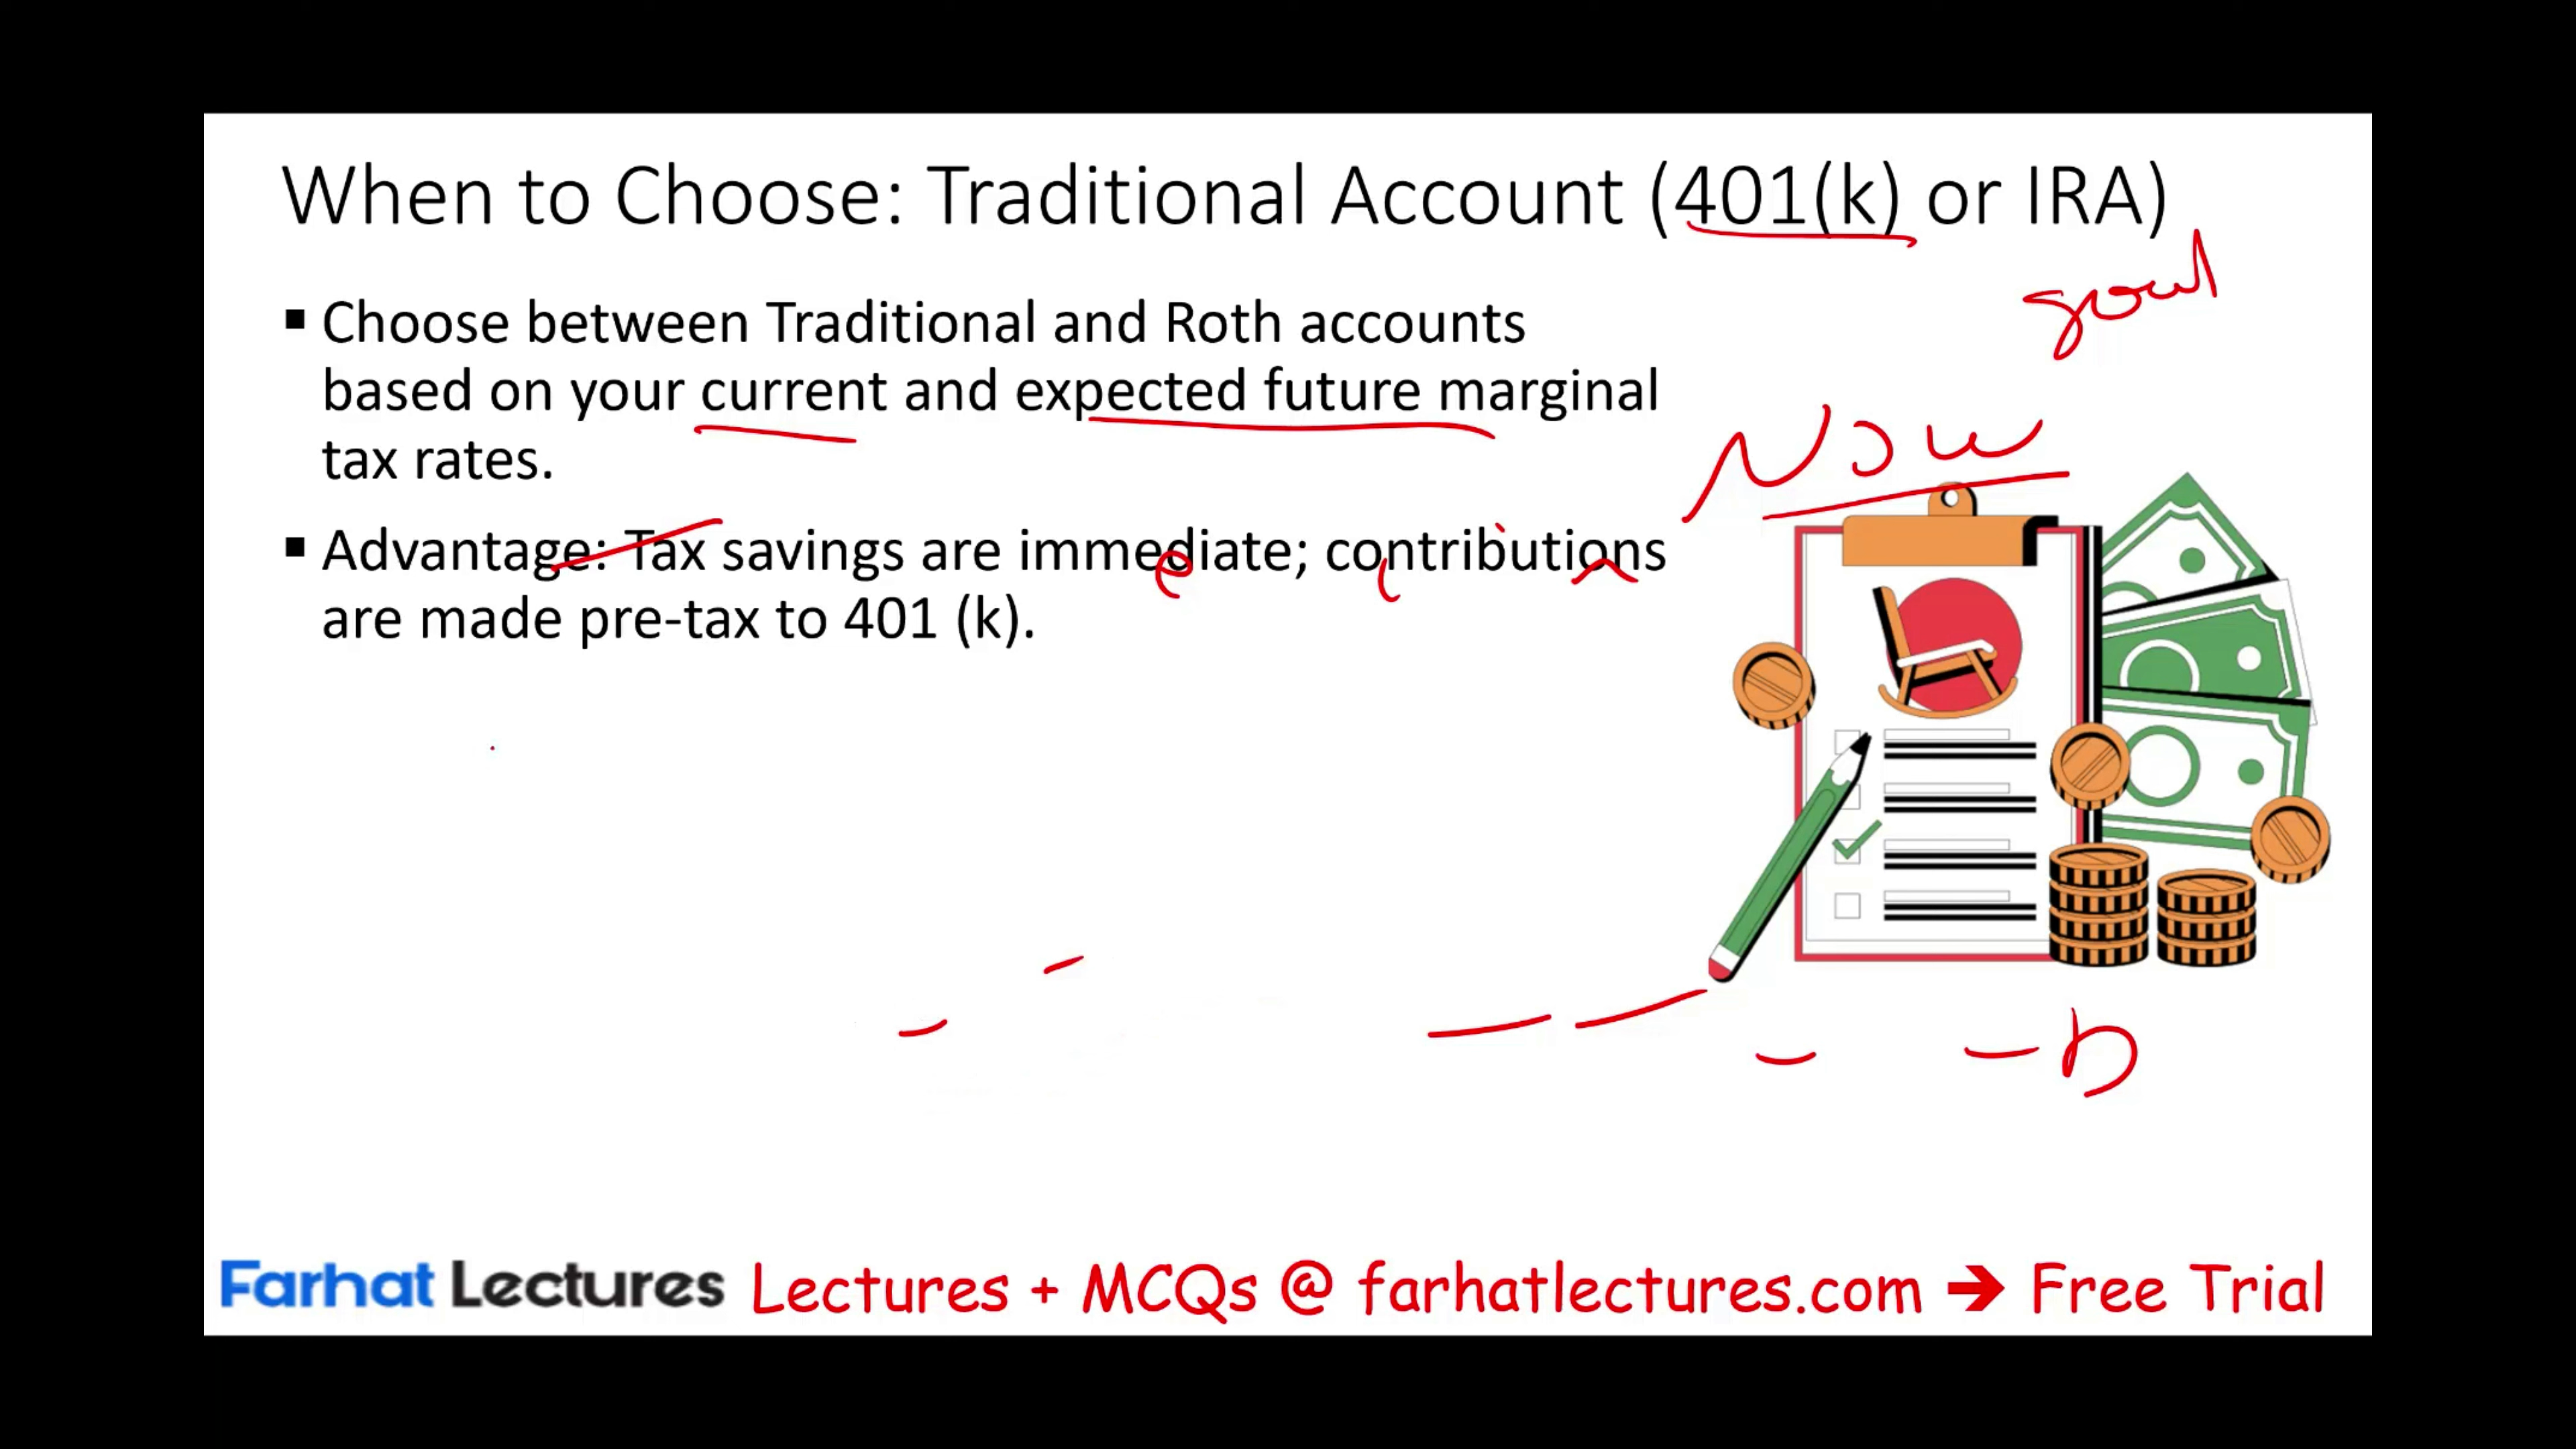 When to Choose: Traditional Account (401(k) or IRA)
▪ Choose between Traditional and Roth accounts
based on your current and expected future marginal
tax rates.
Now
▪ Advantage: Tax savings are immediate; contributions
are made pre-tax to 401 (k).
Farhat Lectures Lectures + MCQs @ farhatlectures.com ➔ Free Trial